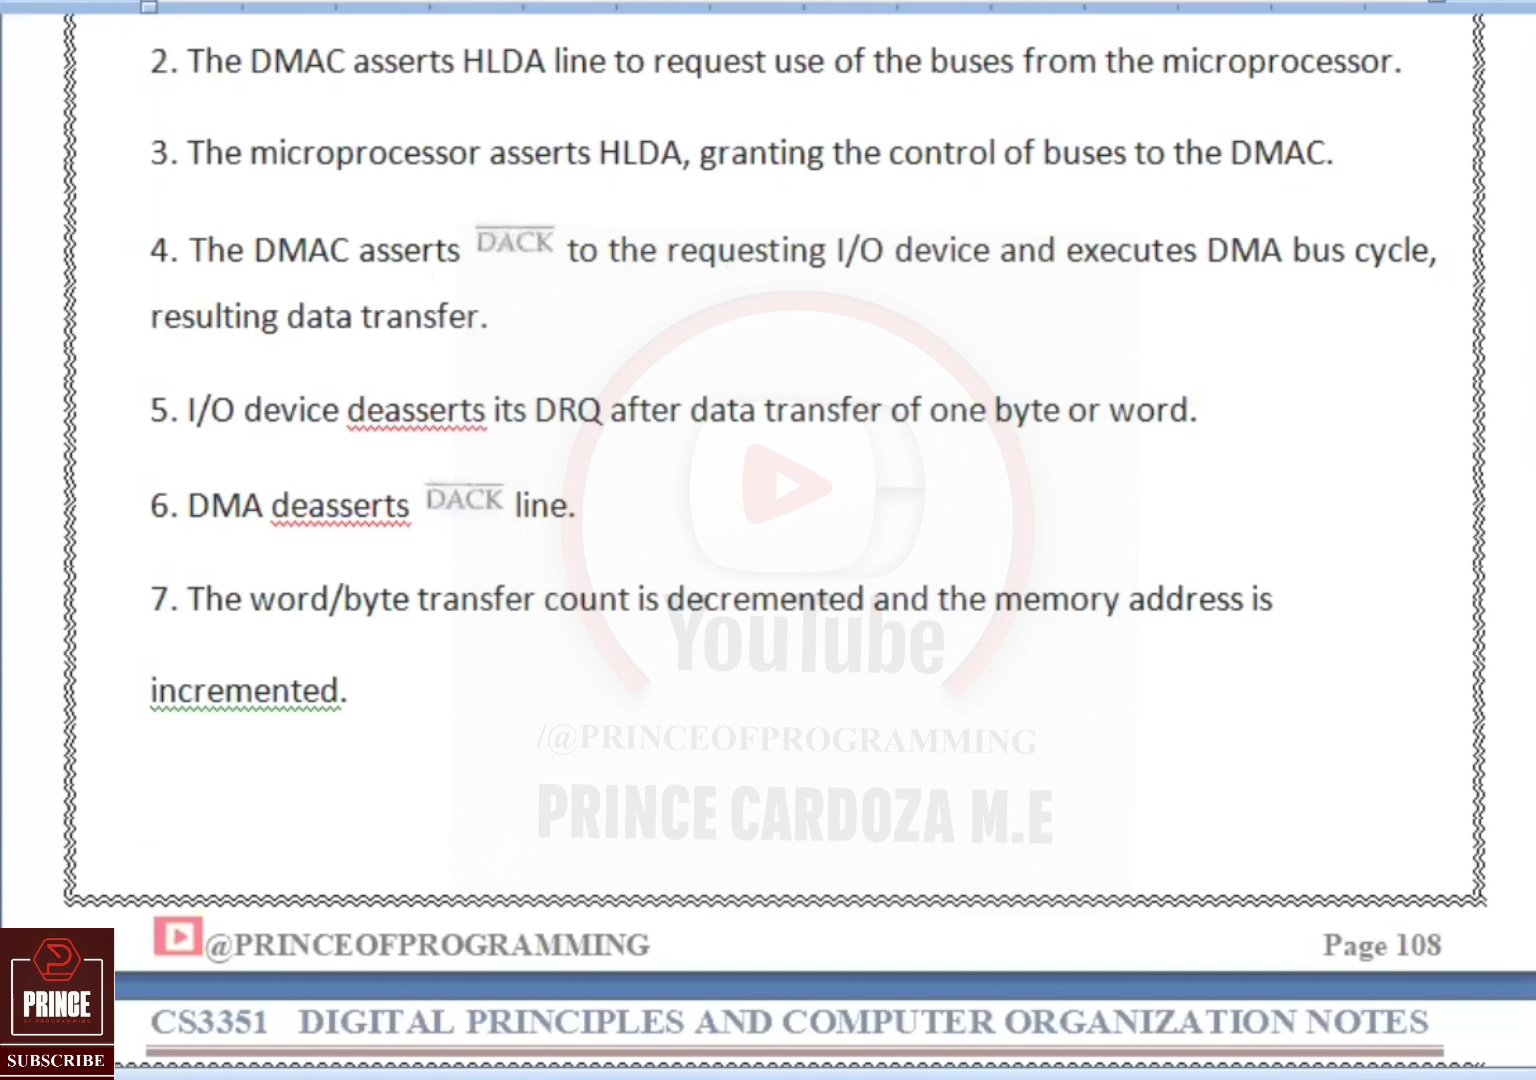 2. The DMAC asserts HLDA line to request use of the buses from the microprocessor.
3. The microprocessor asserts HLDA, granting the control of buses to the DMAC.
4. The DMAC asserts DACK to the requesting I/O device and executes DMA bus cycle,
resulting data transfer.
5. I/O device deasserts its DRQ after data transfer of one byte or word.
6. DMA deasserts DACK line.
7. The word/byte transfer count is decremented and the memory address is
YouTube
incremented.
/@PRINCEOFPROGRAMMING
PRINCE CARDOZA M.E
@PRINCEOFPROGRAMMING
Page 108
PRINCE
OF PROGRAMMING
SUBSCRIBE
CS3351 DIGITAL PRINCIPLES AND COMPUTER ORGANIZATION NOTES